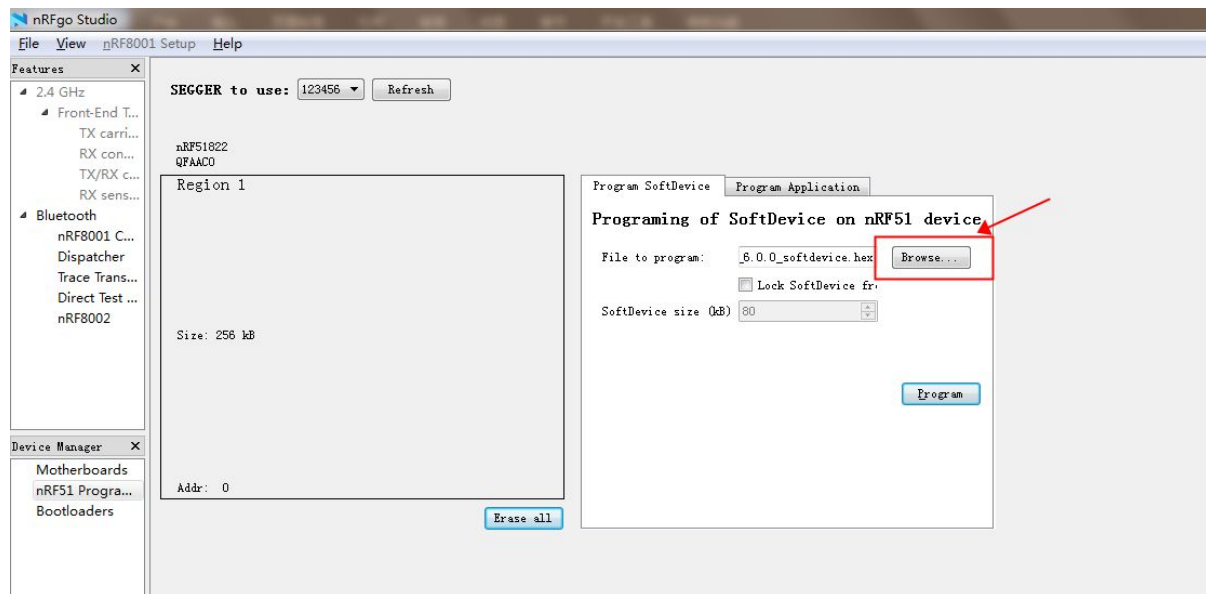 nRFgo Studio
File View nRF8001 Setup Help
Features X
2.4 GHz
Front-End T...
TX carri...
RX con...
TX/RX c...
RX sens...
Bluetooth
nRF8001 C...
Dispatcher
Trace Trans...
Direct Test ...
nRF8002
Device Manager X
Motherboards
nRF51 Progra...
Bootloaders
SEGGER to use: 123456 Refresh
nRF51822
QFAAC0
Region 1
Size: 256 kB
Addr: 0
Erase all
Program SoftDevice Program Application
Programing of SoftDevice on nRF51 device
File to program: _6.0.0_softdevice.hex Browse...
Lock SoftDevice fr
SoftDevice size (kB) 80
Program